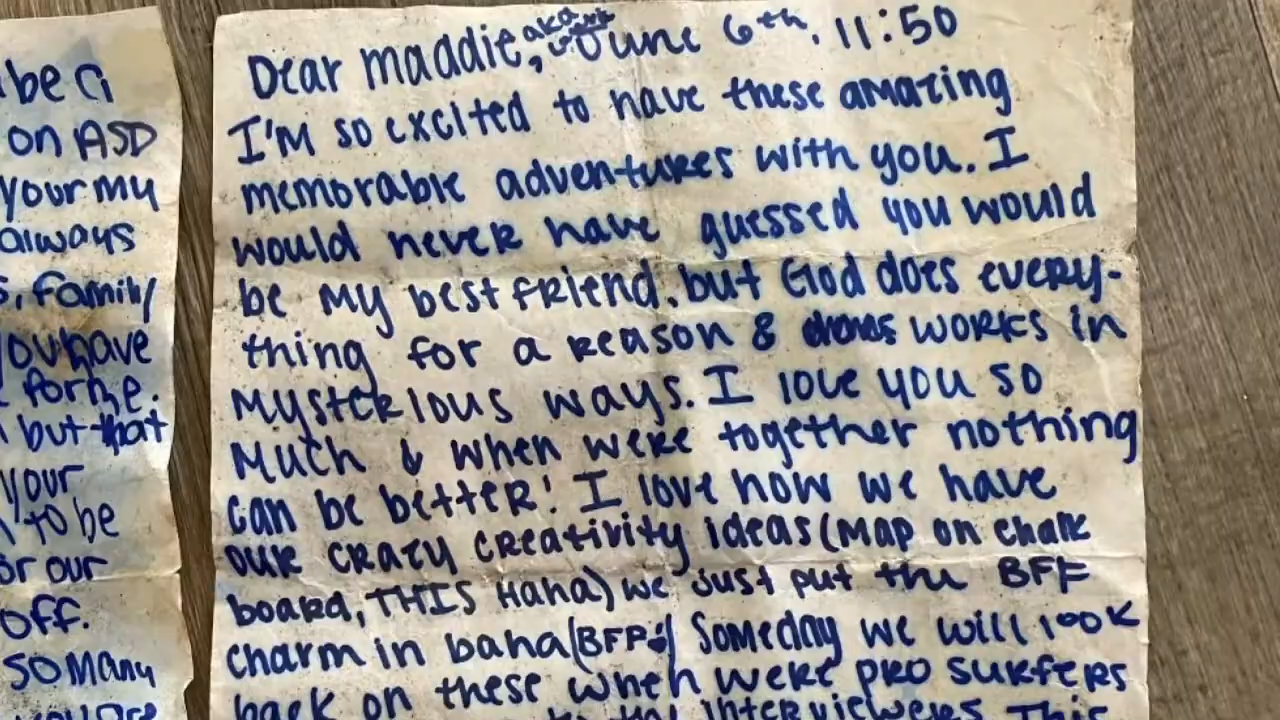 be a
on ASD
your my
always
s, family
you have
for me.
but that
your
to be
or our
off.
so many
you are
Dear maddie, aka June 6th, 11:50
I'M so excited to have these amazing
memorable adventures with you. I
would never have guessed you would
be my best friend. but God does every-
thing for a reason & works in
mysterious ways. I love you so
much & when were together nothing
can be better! I love how we have
our crazy creativity ideas (map on chalk
board, THIS Haha) we just put the BFF
charm in baha (BFF) Someday we will look
back on these when were pro surfers
interviewers This